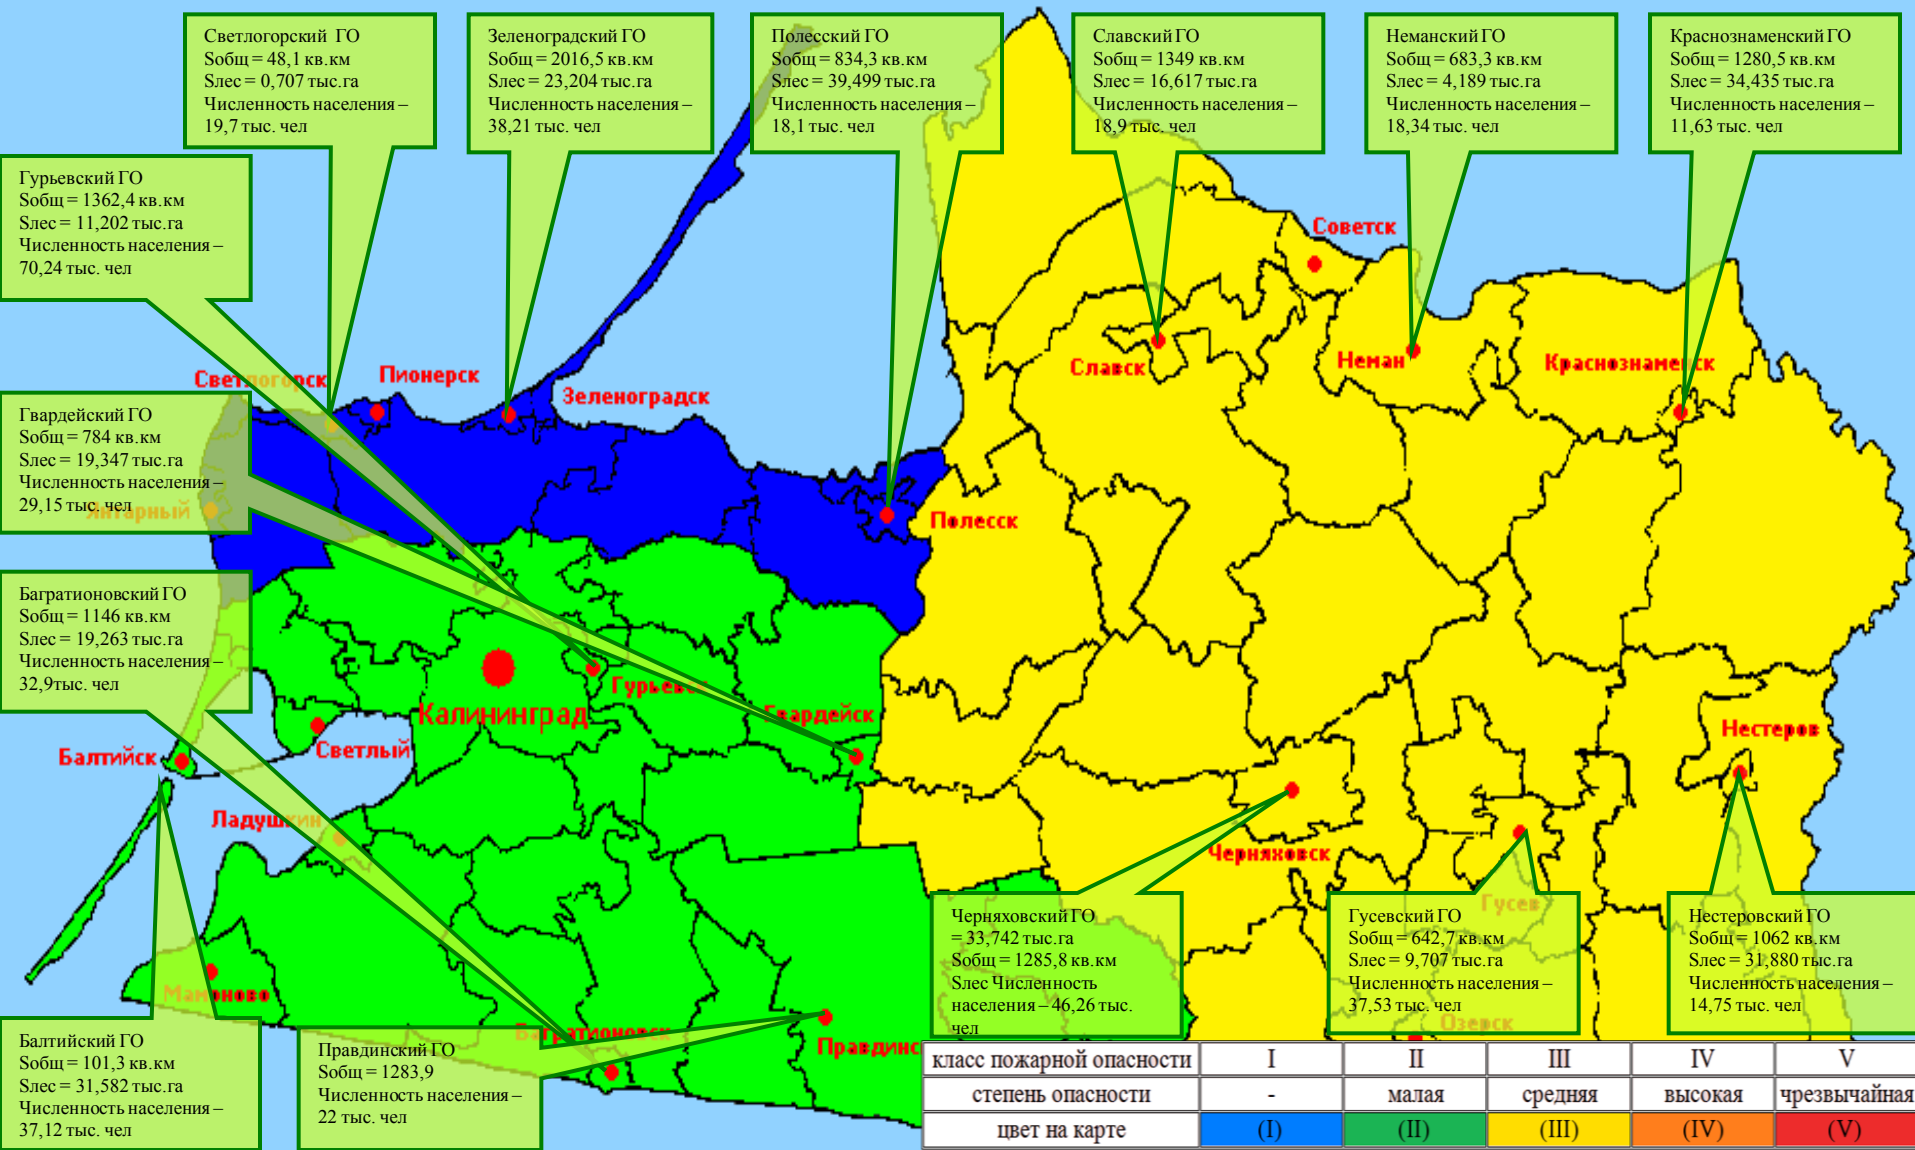 Светлогорский ГО
Sобщ = 48,1 кв.км
Sлес = 0,707 тыс.га
Численность населения –
19,7 тыс. чел
Зеленоградский ГО
Sобщ = 2016,5 кв.км
Sлес = 23,204 тыс.га
Численность населения –
38,21 тыс. чел
Полесский ГО
Sобщ = 834,3 кв.км
Sлес = 39,499 тыс.га
Численность населения –
18,1 тыс. чел
Славский ГО
Sобщ = 1349 кв.км
Sлес = 16,617 тыс.га
Численность населения –
18,9 тыс. чел
Неманский ГО
Sобщ = 683,3 кв.км
Sлес = 4,189 тыс.га
Численность населения –
18,34 тыс. чел
Краснознаменский ГО
Sобщ = 1280,5 кв.км
Sлес = 34,435 тыс.га
Численность населения –
11,63 тыс. чел
Гурьевский ГО
Sобщ = 1362,4 кв.км
Sлес = 11,202 тыс.га
Численность населения –
70,24 тыс. чел
Советск
Светлогорск
Пионерск
Зеленоградск
Славск
Неман
Краснознаменск
Гвардейский ГО
Sобщ = 784 кв.км
Sлес = 19,347 тыс.га
Численность населения –
29,15 тыс. чел
Янтарный
Полесск
Багратионовский ГО
Sобщ = 1146 кв.км
Sлес = 19,263 тыс.га
Численность населения –
32,9тыс. чел
Гурьевск
Калининград
Гвардейск
Нестеров
Балтийск
Светлый
Ладушкин
Черняховск
Гусев
Мамоново
Багратионовск
Правдинс
Озерск
Черняховский ГО
= 33,742 тыс.га
Sобщ = 1285,8 кв.км
Sлес Численность
населения – 46,26 тыс.
чел
Гусевский ГО
Sобщ = 642,7 кв.км
Sлес = 9,707 тыс.га
Численность населения –
37,53 тыс. чел
Нестеровский ГО
Sобщ = 1062 кв.км
Sлес = 31,880 тыс.га
Численность населения –
14,75 тыс. чел
Балтийский ГО
Sобщ = 101,3 кв.км
Sлес = 31,582 тыс.га
Численность населения –
37,12 тыс. чел
Правдинский ГО
Sобщ = 1283,9
Численность населения –
22 тыс. чел
класс пожарной опасности I II III IV V
степень опасности - малая средняя высокая чрезвычайная
цвет на карте (I) (II) (III) (IV) (V)